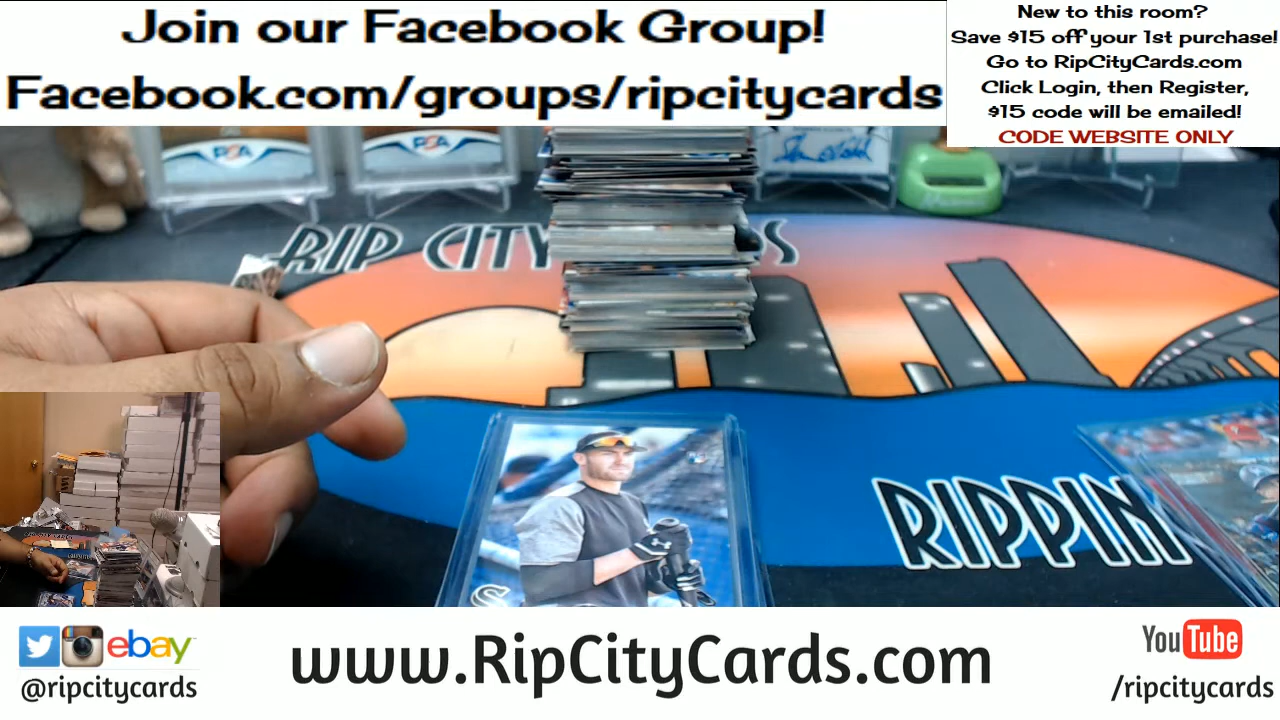 Join our Facebook Group!
Facebook.com/groups/ripcitycards
New to this room?
Save $15 off your 1st purchase!
Go to RipCityCards.com
Click Login, then Register,
$15 code will be emailed!
CODE WEBSITE ONLY
PSA
PSA
RIP CITY
RIPPIN
ebay
@ripcitycards
www.RipCityCards.com
YouTube
/ripcitycards